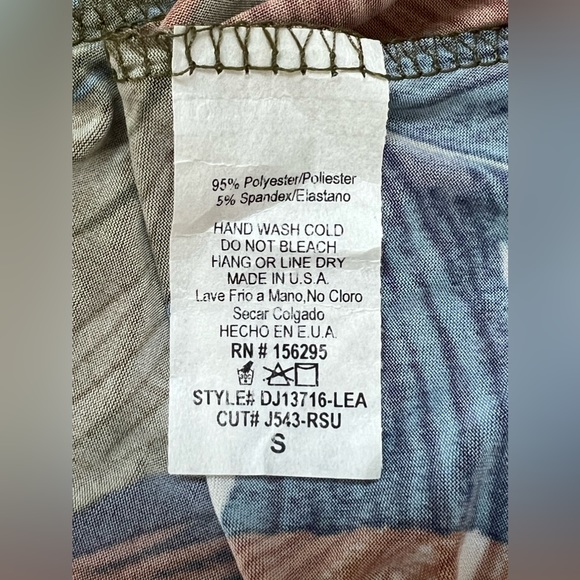 95% Polyester/Poliester
5% Spandex/Elastano
HAND WASH COLD
DO NOT BLEACH
HANG OR LINE DRY
MADE IN U.S.A.
Lave Frio a Mano,No Cloro
Secar Colgado
HECHO EN E.U.A.
RN # 156295
STYLE# DJ13716-LEA
CUT# J543-RSU
S